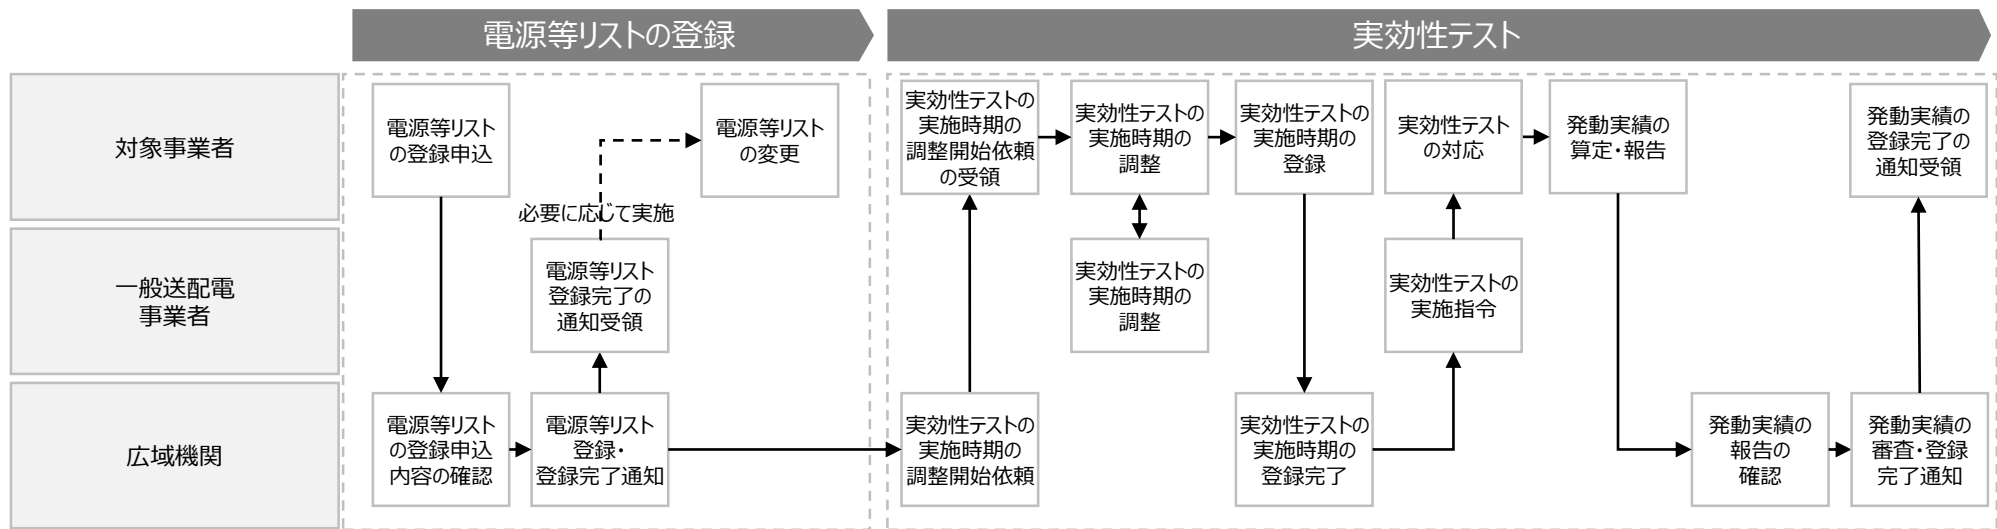 電源等リストの登録
実効性テスト
対象事業者
電源等リスト
の登録申込
電源等リスト
の変更
必要に応じて実施
実効性テストの
実施時期の
調整開始依頼
の受領
実効性テストの
実施時期の
調整
実効性テストの
実施時期の
登録
実効性テスト
の対応
発動実績の
算定・報告
発動実績の
登録完了の
通知受領
一般送配電
事業者
電源等リスト
登録完了の
通知受領
実効性テストの
実施時期の
調整
実効性テストの
実施指令
広域機関
電源等リスト
の登録申込
内容の確認
電源等リスト
登録・
登録完了通知
実効性テストの
実施時期の
調整開始依頼
実効性テストの
実施時期の
登録完了
発動実績の
報告の
確認
発動実績の
審査・登録
完了通知